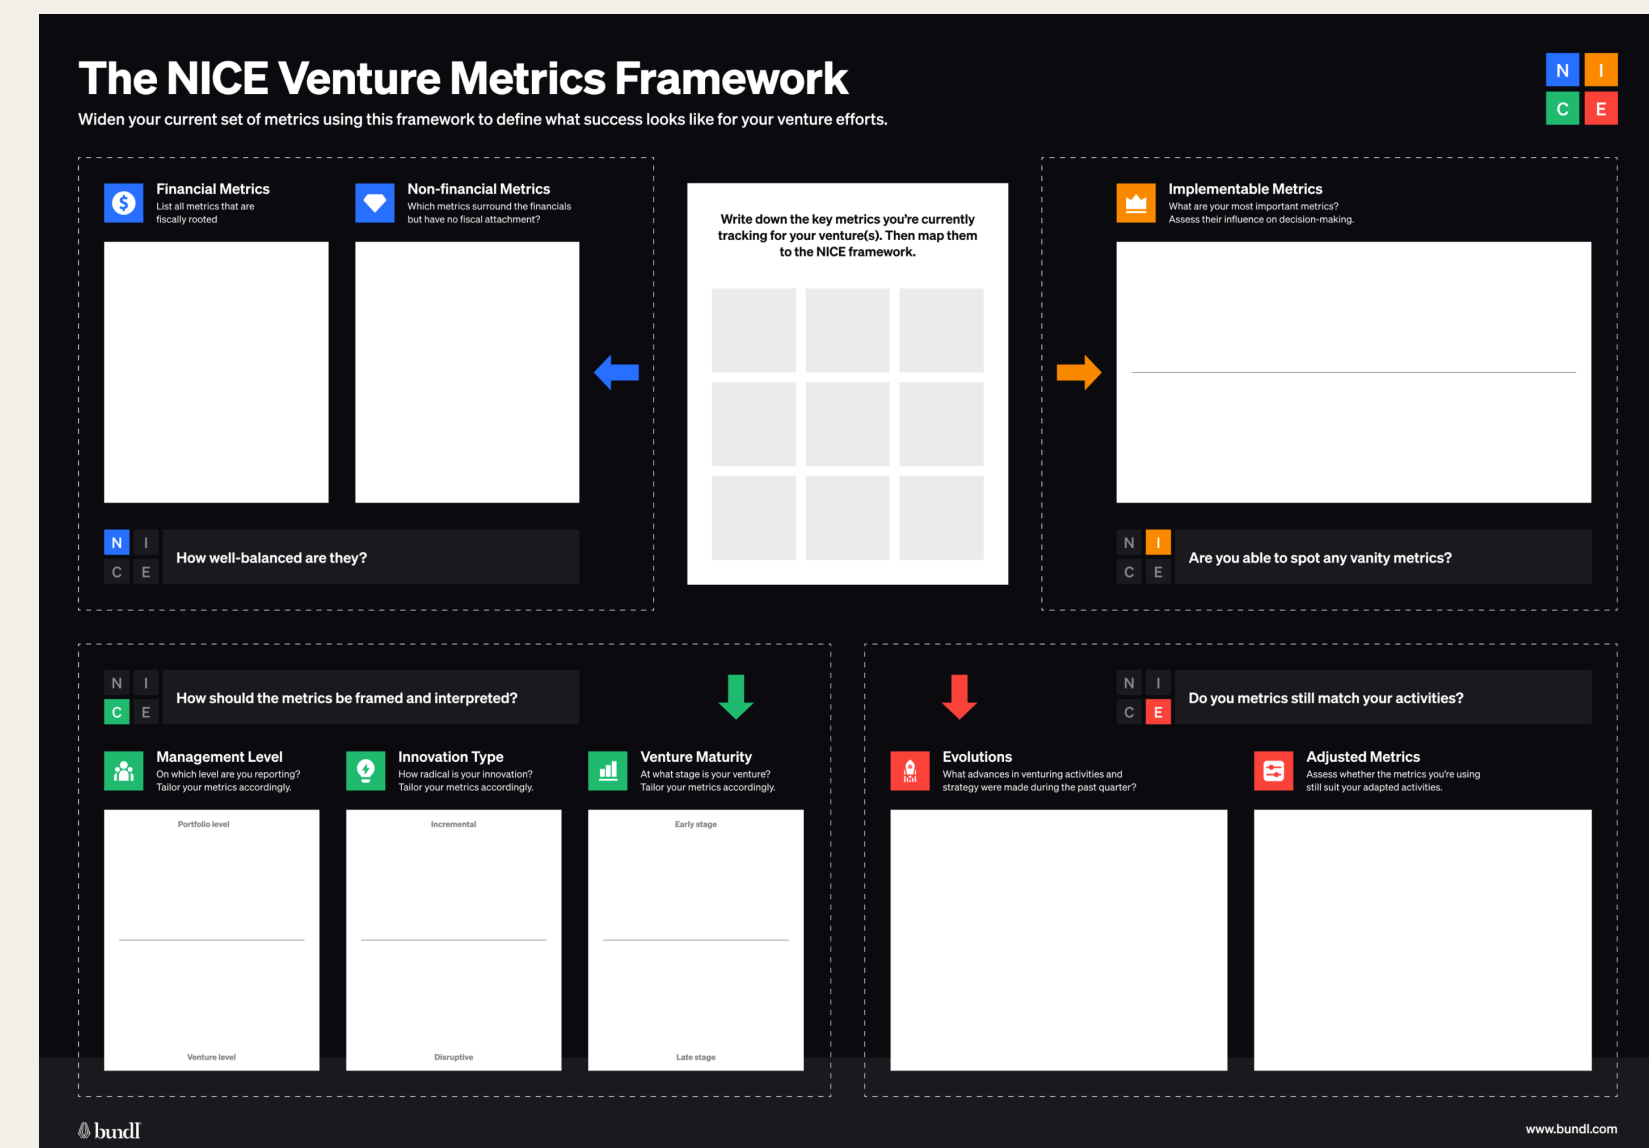 The NICE Venture Metrics Framework
Widen your current set of metrics using this framework to define what success looks like for your venture efforts.
N I
C E
Financial Metrics
List all metrics that are
fiscally rooted
Non-financial Metrics
Which metrics surround the financials
but have no fiscal attachment?
N I
C E
How well-balanced are they?
Write down the key metrics you're currently
tracking for your venture(s). Then map them
to the NICE framework.
Implementable Metrics
What are your most important metrics?
Assess their influence on decision-making.
N I
C E
Are you able to spot any vanity metrics?
N I
C E
How should the metrics be framed and interpreted?
Management Level
On which level are you reporting?
Tailor your metrics accordingly.
Portfolio level
Venture level
Innovation Type
How radical is your innovation?
Tailor your metrics accordingly.
Incremental
Disruptive
Venture Maturity
At what stage is your venture?
Tailor your metrics accordingly.
Early stage
Late stage
N I
C E
Do you metrics still match your activities?
Evolutions
What advances in venturing activities and
strategy were made during the past quarter?
Adjusted Metrics
Assess whether the metrics you're using
still suit your adapted activities.
bundl
www.bundl.com